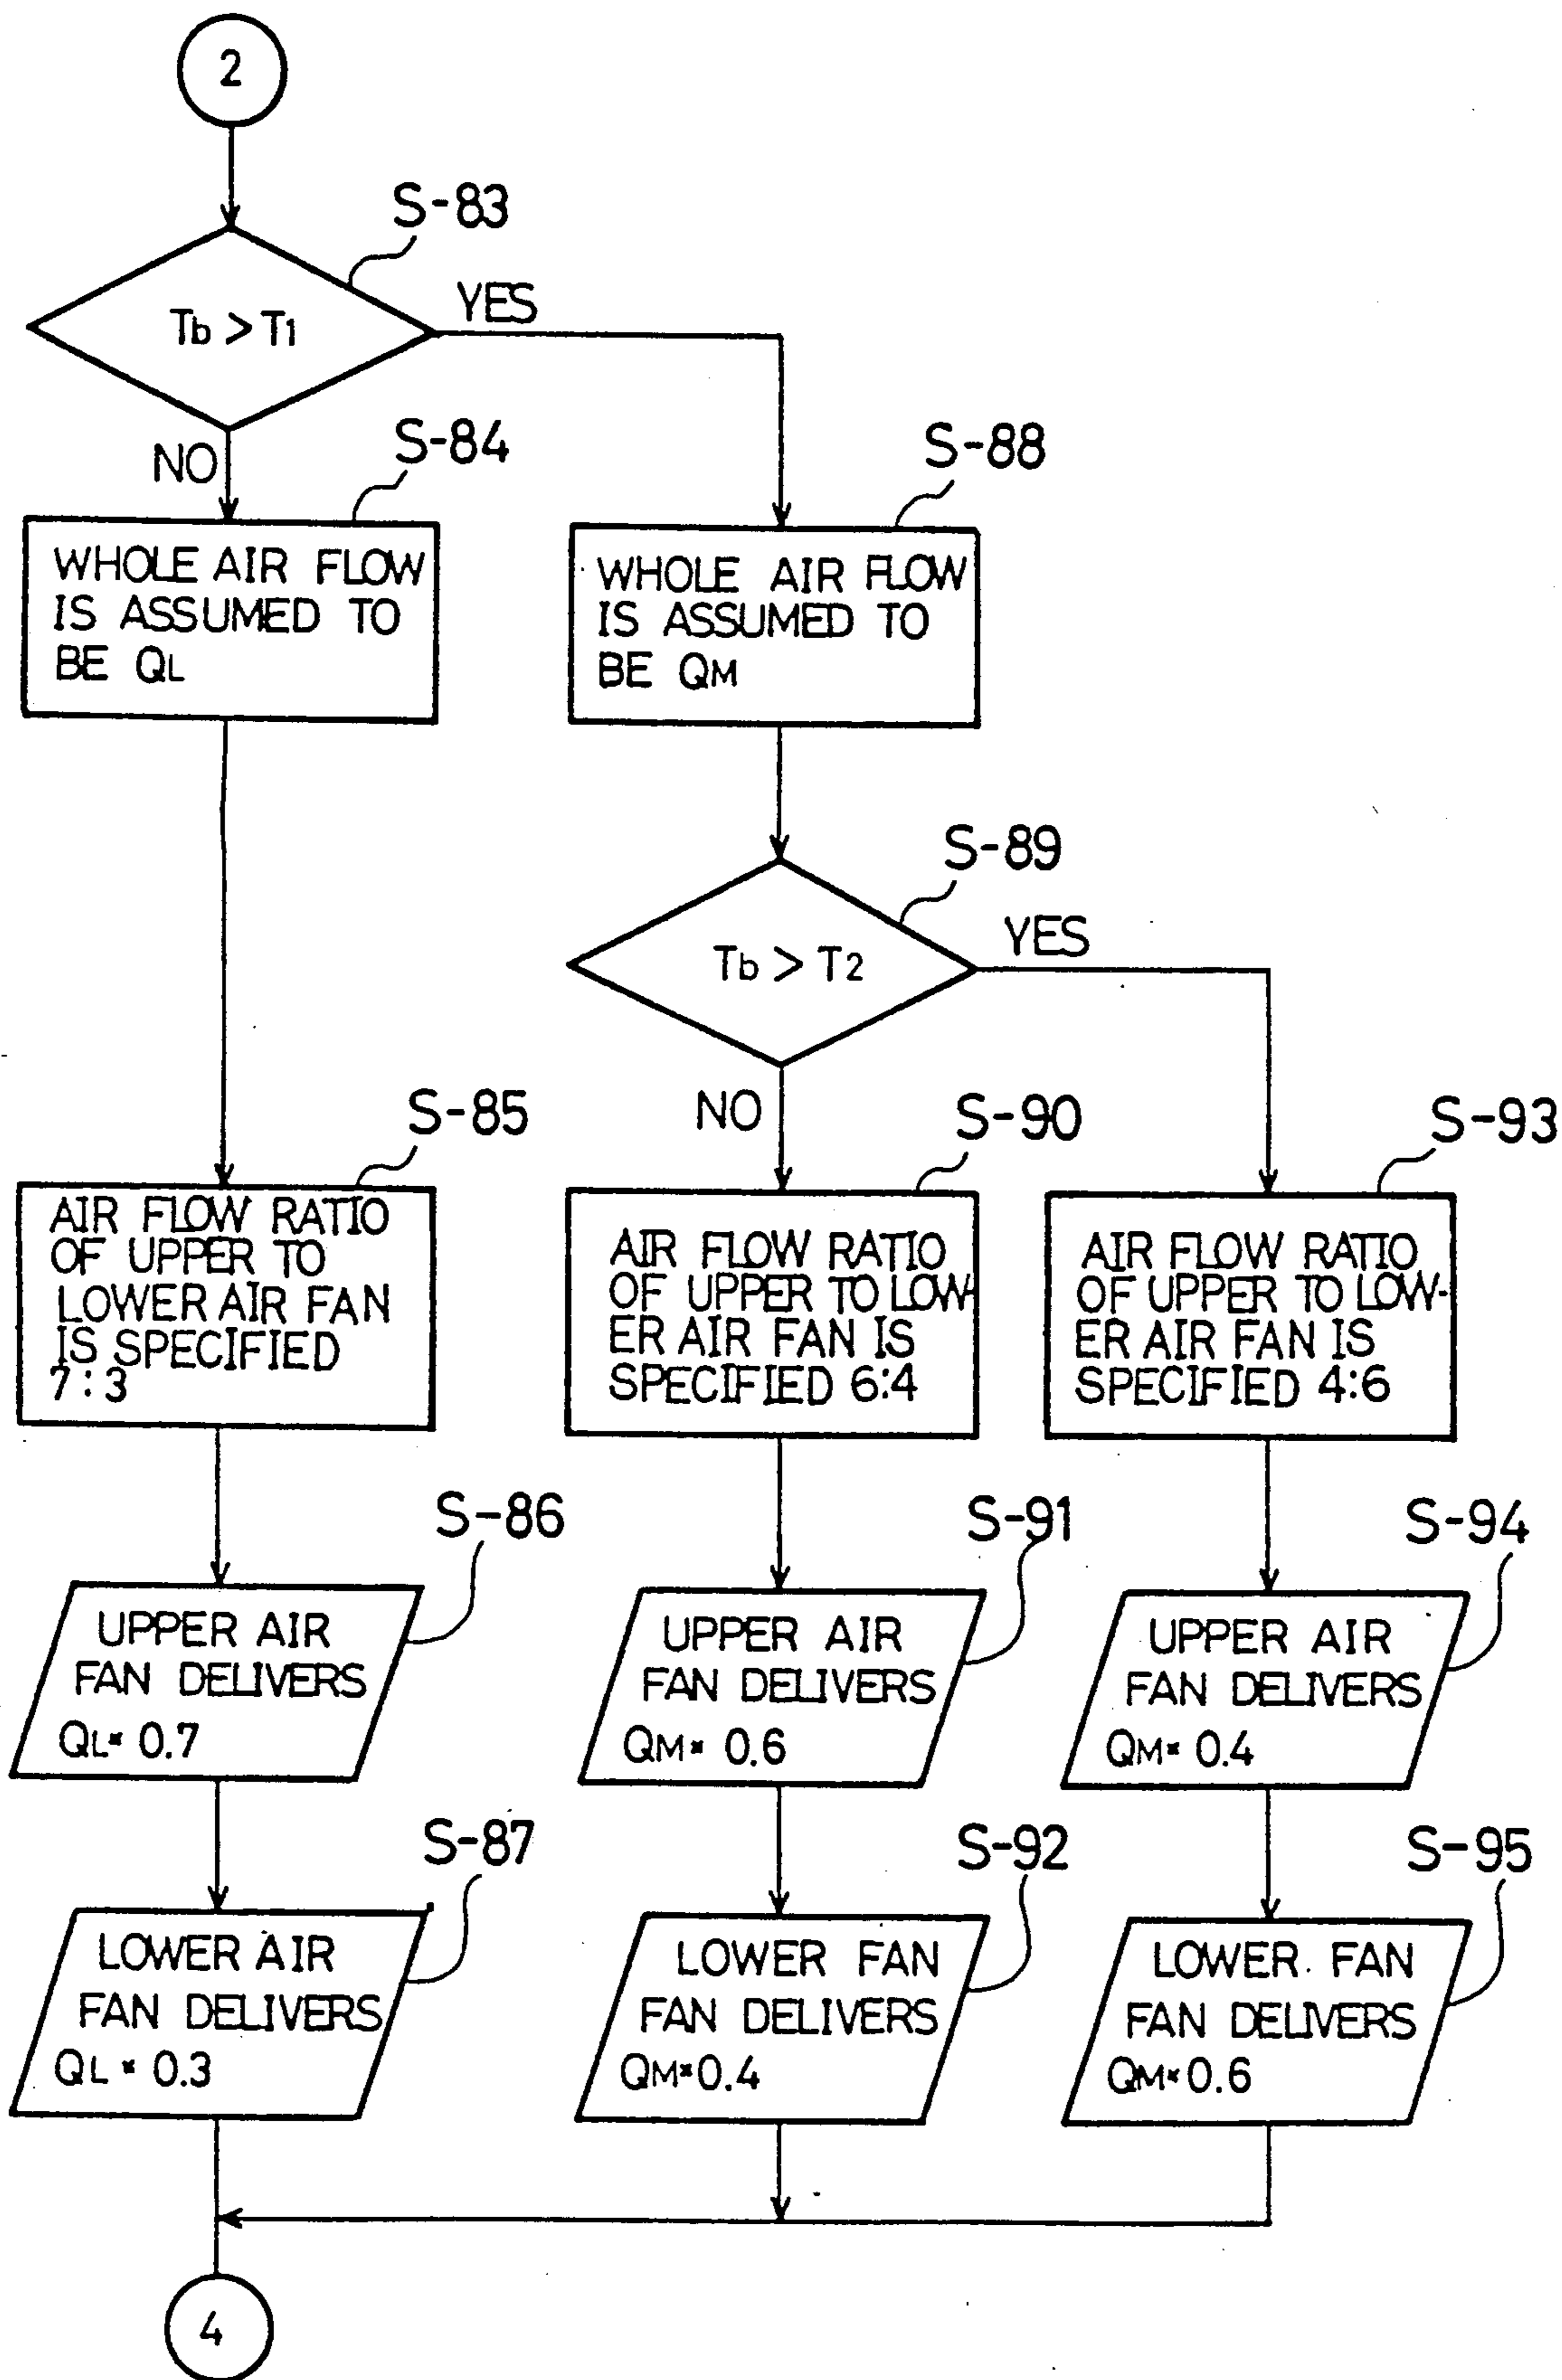 2
S-83
Tb > T1
YES
NO
S-84
WHOLE AIR FLOW
IS ASSUMED TO
BE QL
S-88
WHOLE AIR FLOW
IS ASSUMED TO
BE QM
S-89
Tb > T2
YES
NO
S-85
AIR FLOW RATIO
OF UPPER TO
LOWER AIR FAN
IS SPECIFIED
7:3
S-90
AIR FLOW RATIO
OF UPPER TO LOW-
ER AIR FAN IS
SPECIFIED 6:4
S-93
AIR FLOW RATIO
OF UPPER TO LOW-
ER AIR FAN IS
SPECIFIED 4:6
S-86
UPPER AIR
FAN DELIVERS
QL* 0.7
S-91
UPPER AIR
FAN DELIVERS
QM* 0.6
S-94
UPPER AIR
FAN DELIVERS
QM* 0.4
S-87
LOWER AIR
FAN DELIVERS
QL * 0.3
S-92
LOWER FAN
FAN DELIVERS
QM*0.4
S-95
LOWER FAN
FAN DELIVERS
QM*0.6
4